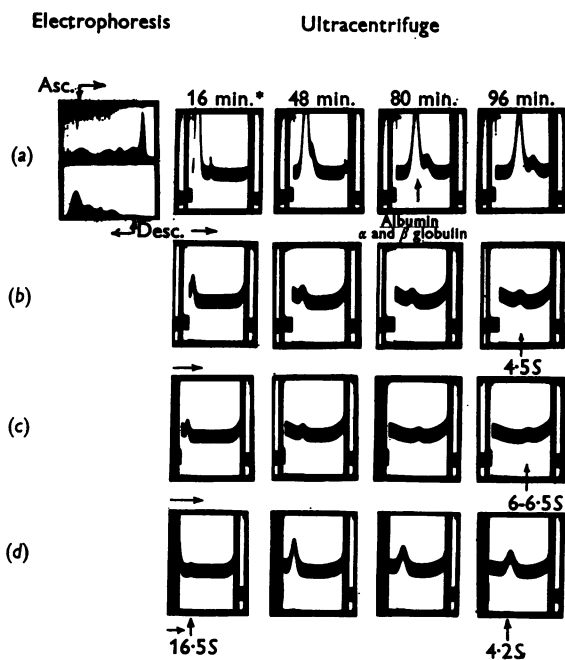 Electrophoresis
Ultracentrifuge
Asc.
16 min.*
48 min.
80 min.
96 min.
(a)
Desc.
Albumin
α and β globulin
(b)
4·5S
(c)
6-6·5S
(d)
16·5S
4·2S